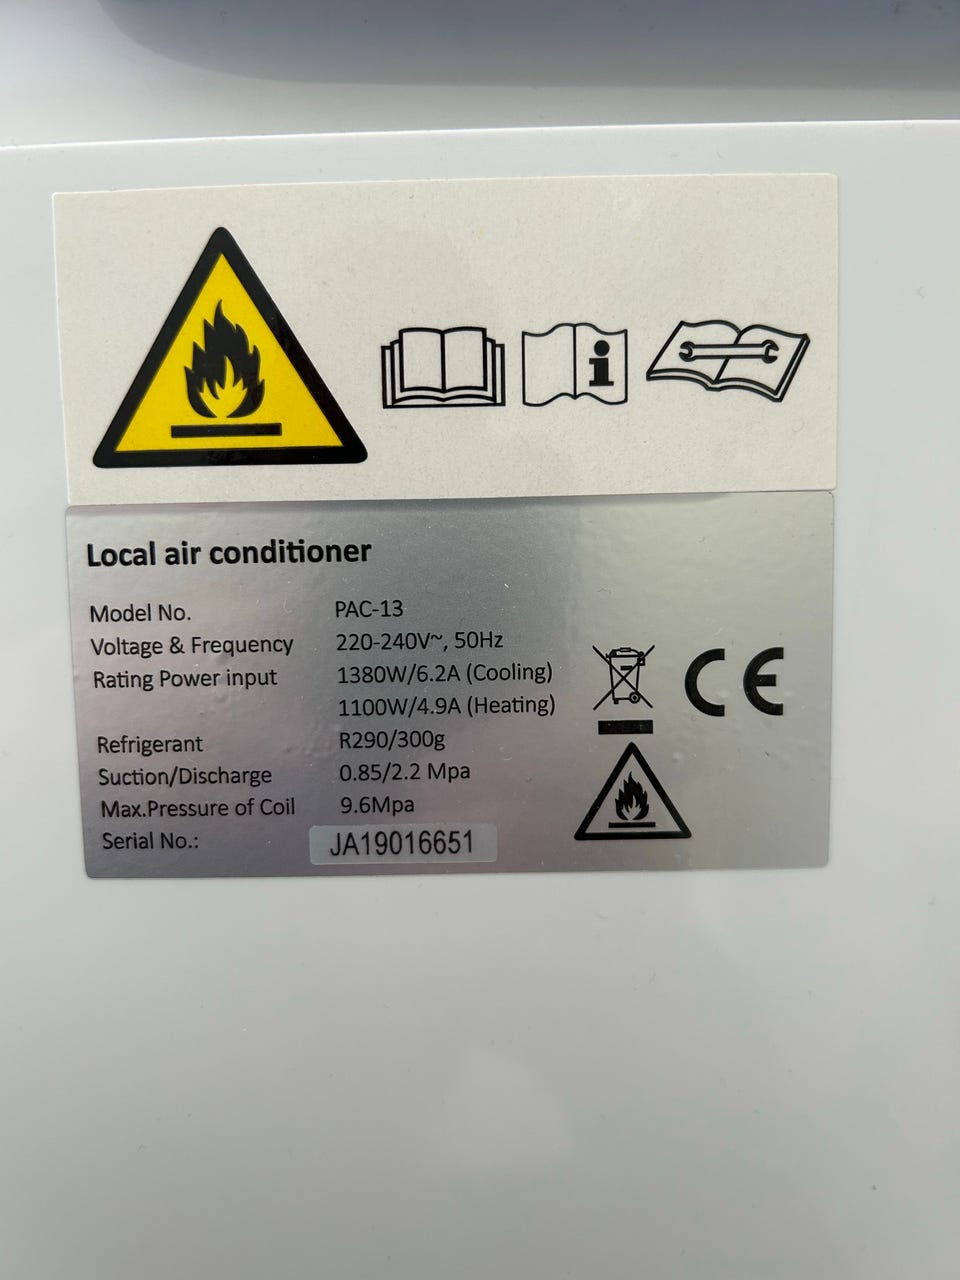 Local air conditioner
Model No. PAC-13
Voltage & Frequency 220-240V~, 50Hz
Rating Power input 1380W/6.2A (Cooling)
1100W/4.9A (Heating)
Refrigerant R290/300g
Suction/Discharge 0.85/2.2 Mpa
Max.Pressure of Coil 9.6Mpa
Serial No.: JA19016651
CE